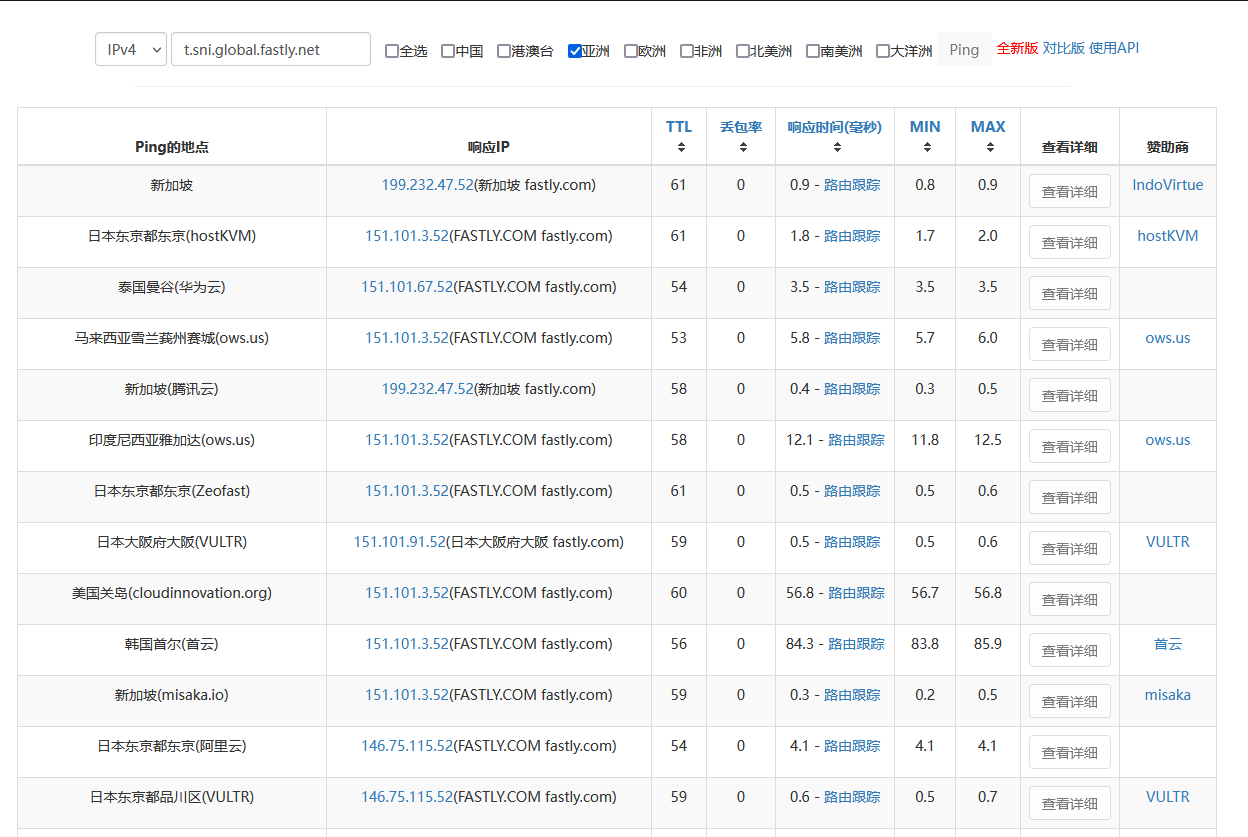 IPv4 t.sni.global.fastly.net 全选 中国 港澳台 亚洲 欧洲 非洲 北美洲 南美洲 大洋洲 Ping 全新版 对比版 使用API
Ping的地点 响应IP TTL 丢包率 响应时间(毫秒) MIN MAX 查看详细 赞助商
新加坡 199.232.47.52(新加坡 fastly.com) 61 0 0.9 - 路由跟踪 0.8 0.9 查看详细 IndoVirtue
日本东京都东京(hostKVM) 151.101.3.52(FASTLY.COM fastly.com) 61 0 1.8 - 路由跟踪 1.7 2.0 查看详细 hostKVM
泰国曼谷(华为云) 151.101.67.52(FASTLY.COM fastly.com) 54 0 3.5 - 路由跟踪 3.5 3.5 查看详细
马来西亚雪兰莪州赛城(ows.us) 151.101.3.52(FASTLY.COM fastly.com) 53 0 5.8 - 路由跟踪 5.7 6.0 查看详细 ows.us
新加坡(腾讯云) 199.232.47.52(新加坡 fastly.com) 58 0 0.4 - 路由跟踪 0.3 0.5 查看详细
印度尼西亚雅加达(ows.us) 151.101.3.52(FASTLY.COM fastly.com) 58 0 12.1 - 路由跟踪 11.8 12.5 查看详细 ows.us
日本东京都东京(Zeofast) 151.101.3.52(FASTLY.COM fastly.com) 61 0 0.5 - 路由跟踪 0.5 0.6 查看详细
日本大阪府大阪(VULTR) 151.101.91.52(日本大阪府大阪 fastly.com) 59 0 0.5 - 路由跟踪 0.5 0.6 查看详细 VULTR
美国关岛(cloudinnovation.org) 151.101.3.52(FASTLY.COM fastly.com) 60 0 56.8 - 路由跟踪 56.7 56.8 查看详细
韩国首尔(首云) 151.101.3.52(FASTLY.COM fastly.com) 56 0 84.3 - 路由跟踪 83.8 85.9 查看详细 首云
新加坡(misaka.io) 151.101.3.52(FASTLY.COM fastly.com) 59 0 0.3 - 路由跟踪 0.2 0.5 查看详细 misaka
日本东京都东京(阿里云) 146.75.115.52(FASTLY.COM fastly.com) 54 0 4.1 - 路由跟踪 4.1 4.1 查看详细
日本东京都品川区(VULTR) 146.75.115.52(FASTLY.COM fastly.com) 59 0 0.6 - 路由跟踪 0.5 0.7 查看详细 VULTR